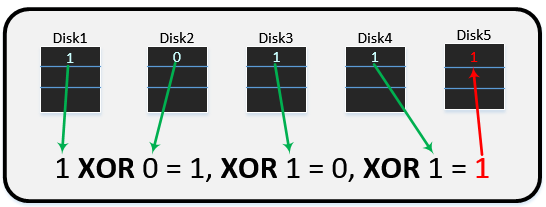 Disk1 Disk2 Disk3 Disk4 Disk5
1 0 1 1 1
1 XOR 0 = 1, XOR 1 = 0, XOR 1 = 1